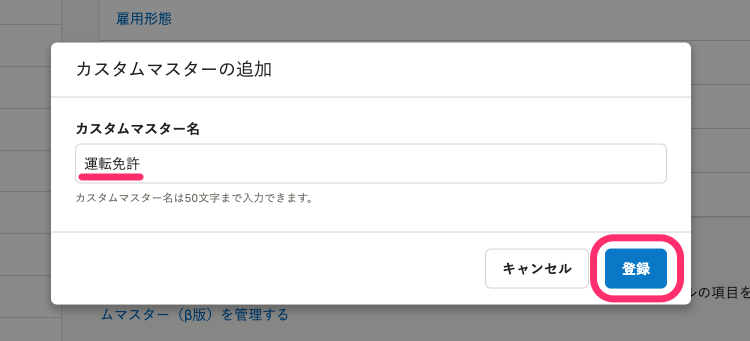 雇用形態
カスタムマスターの追加
カスタムマスター名
運転免許
カスタムマスター名は50文字まで入力できます。
キャンセル
登録
ルの項目を
ムマスター（β版）を管理する